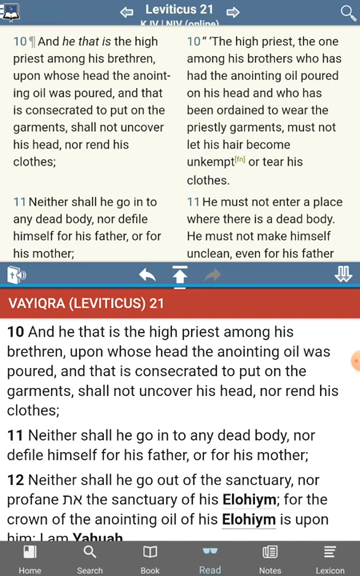 Leviticus 21
KJV | NIV (online)
10 ¶ And he that is the high
priest among his brethren,
upon whose head the anoint-
ing oil was poured, and that
is consecrated to put on the
garments, shall not uncover
his head, nor rend his
clothes;
11 Neither shall he go in to
any dead body, nor defile
himself for his father, or for
his mother;
10 “ ‘The high priest, the one
among his brothers who has
had the anointing oil poured
on his head and who has
been ordained to wear the
priestly garments, must not
let his hair become
unkempt[fn] or tear his
clothes.
11 He must not enter a place
where there is a dead body.
He must not make himself
unclean, even for his father
VAYIQRA (LEVITICUS) 21
10 And he that is the high priest among his
brethren, upon whose head the anointing oil was
poured, and that is consecrated to put on the
garments, shall not uncover his head, nor rend his
clothes;
11 Neither shall he go in to any dead body, nor
defile himself for his father, or for his mother;
12 Neither shall he go out of the sanctuary, nor
profane את the sanctuary of his Elohiym; for the
crown of the anointing oil of his Elohiym is upon
him: I am Yahuah
Home
Search
Book
Read
Notes
Lexicon